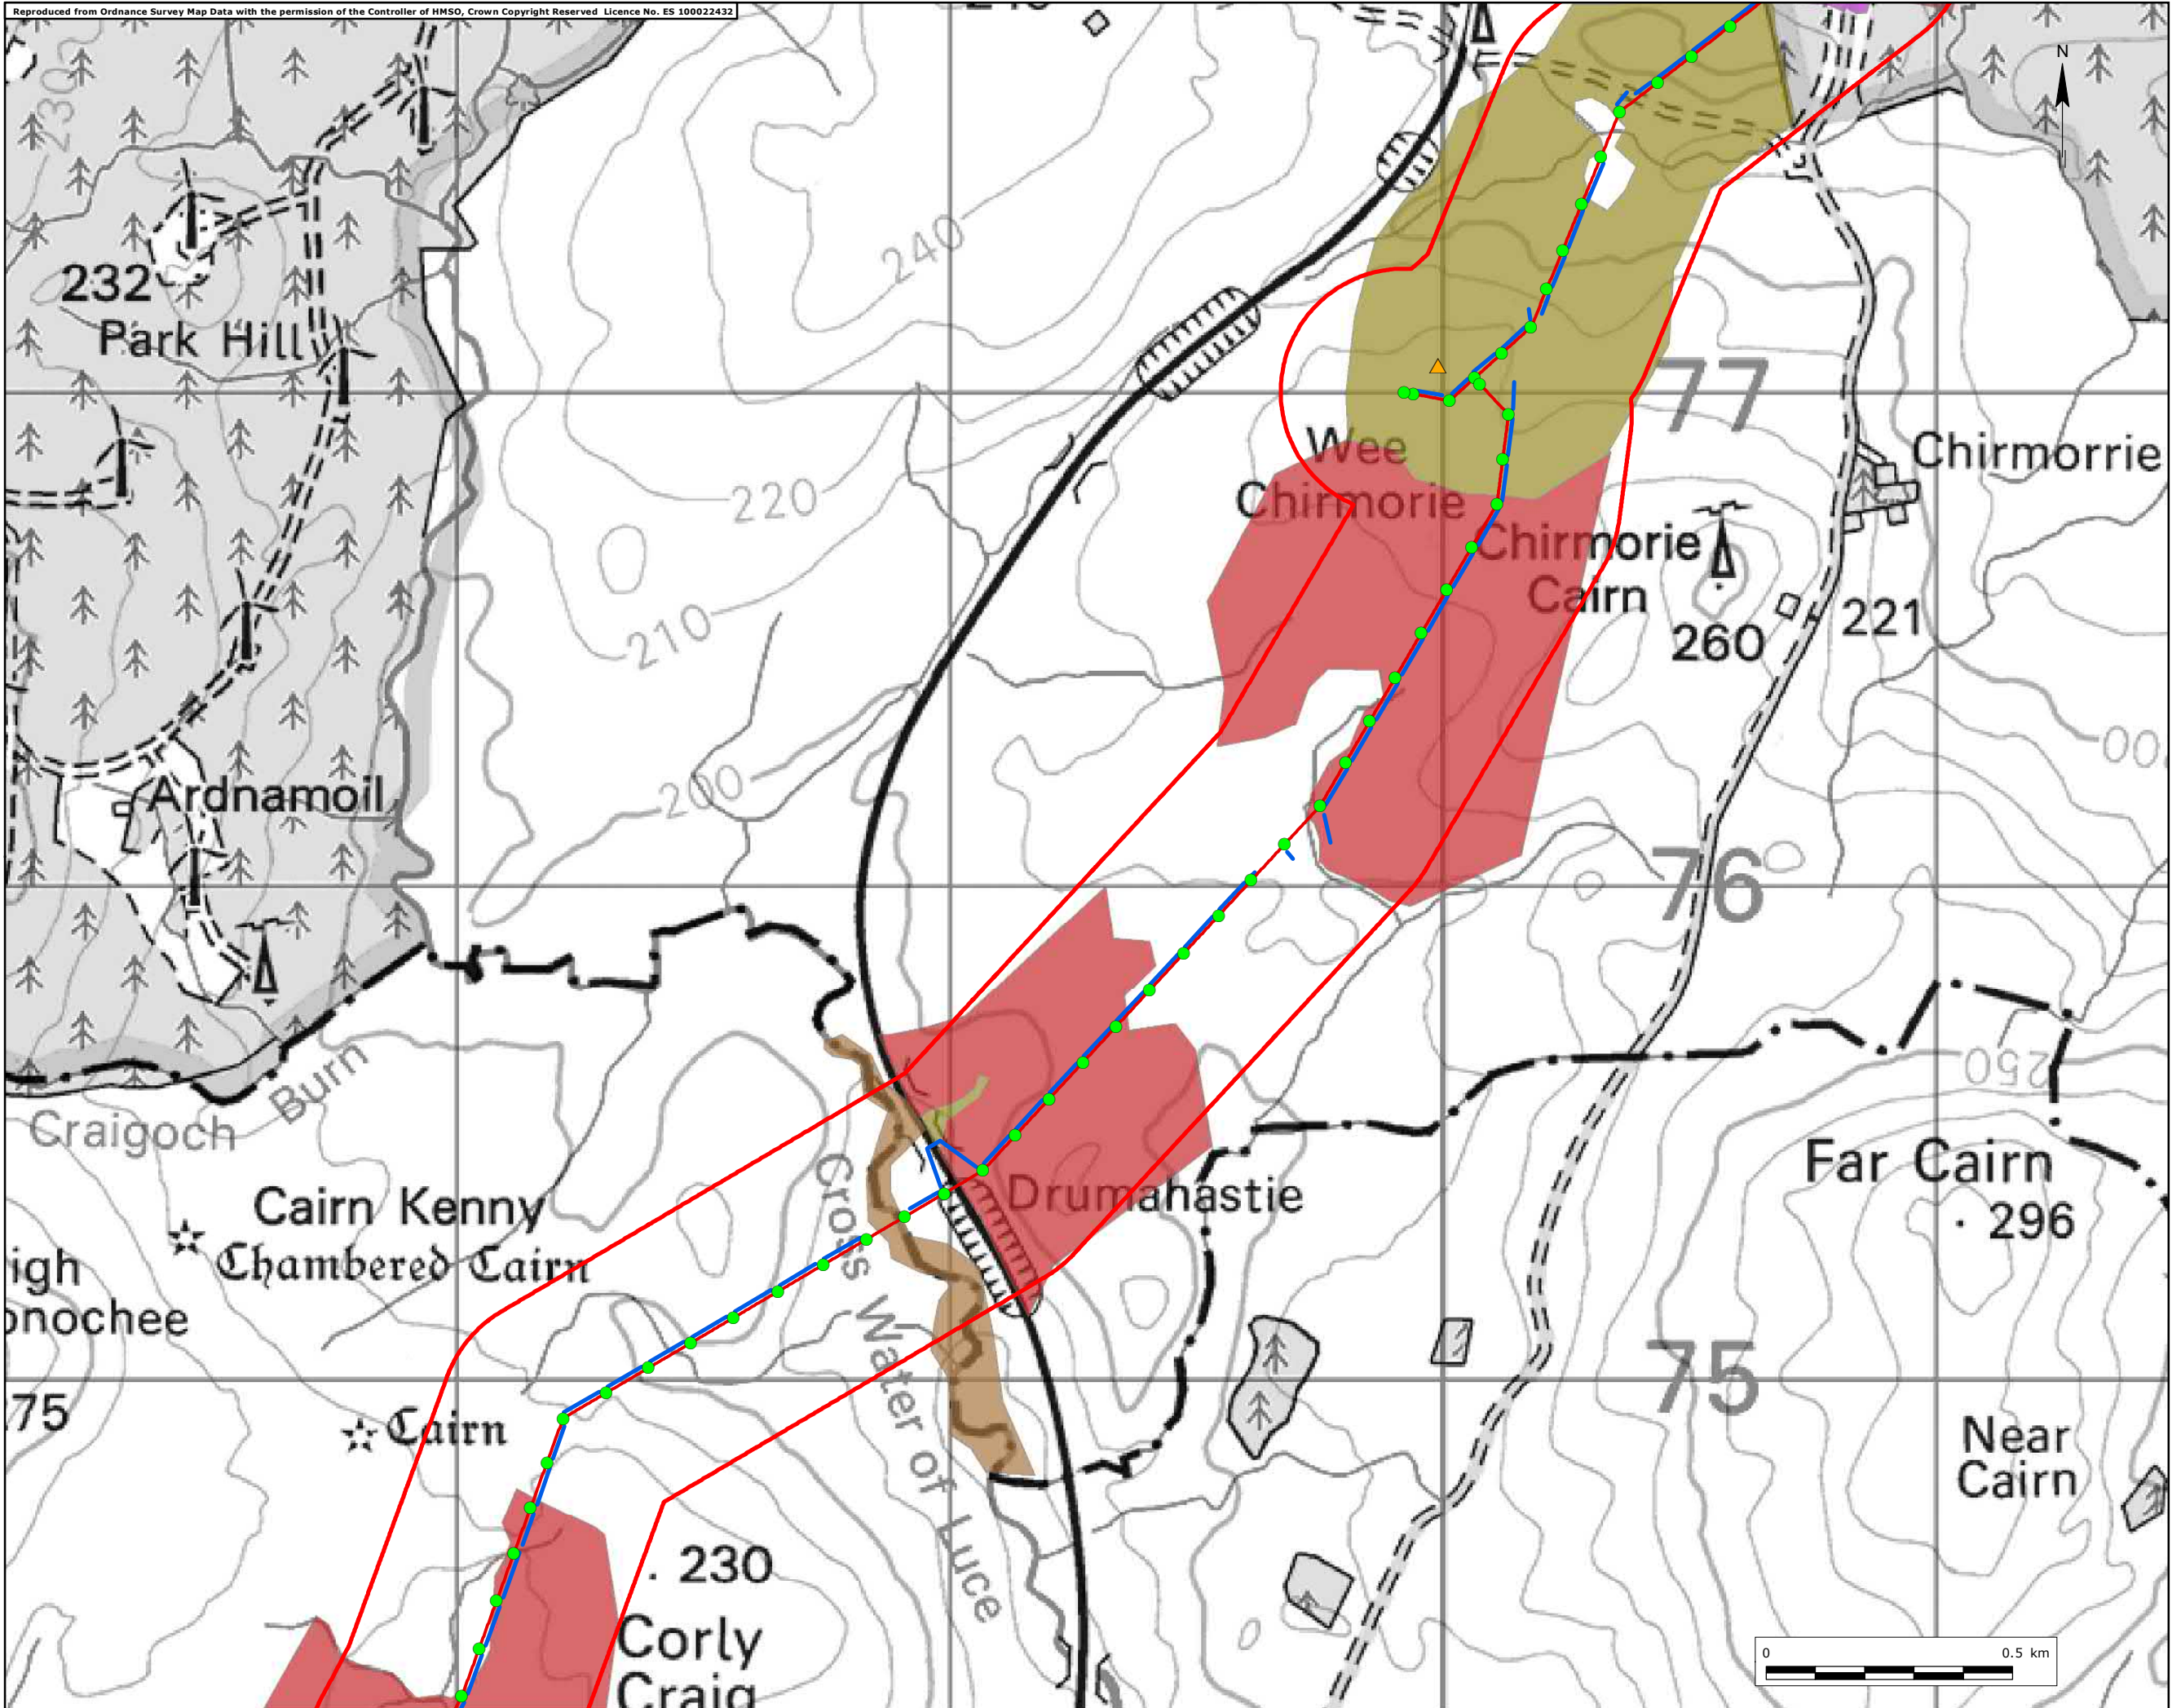 Reproduced from Ordnance Survey Map Data with the permission of the Controller of HMSO, Crown Copyright Reserved Licence No. ES 100022432
N
230
240
232
Park Hill
77
Wee
Chirmorie
Chirmorrie
220
Chirmorie
Cairn
260
221
210
200
Ardnamoil
76
00
250
Craigoch Burn
Far Cairn
296
Drumahastie
Cairn Kenny
Chambered Cairn
Cross Water of Luce
igh
onochee
75
75
Cairn
Near
Cairn
230
Corly
Craig
0 0.5 km